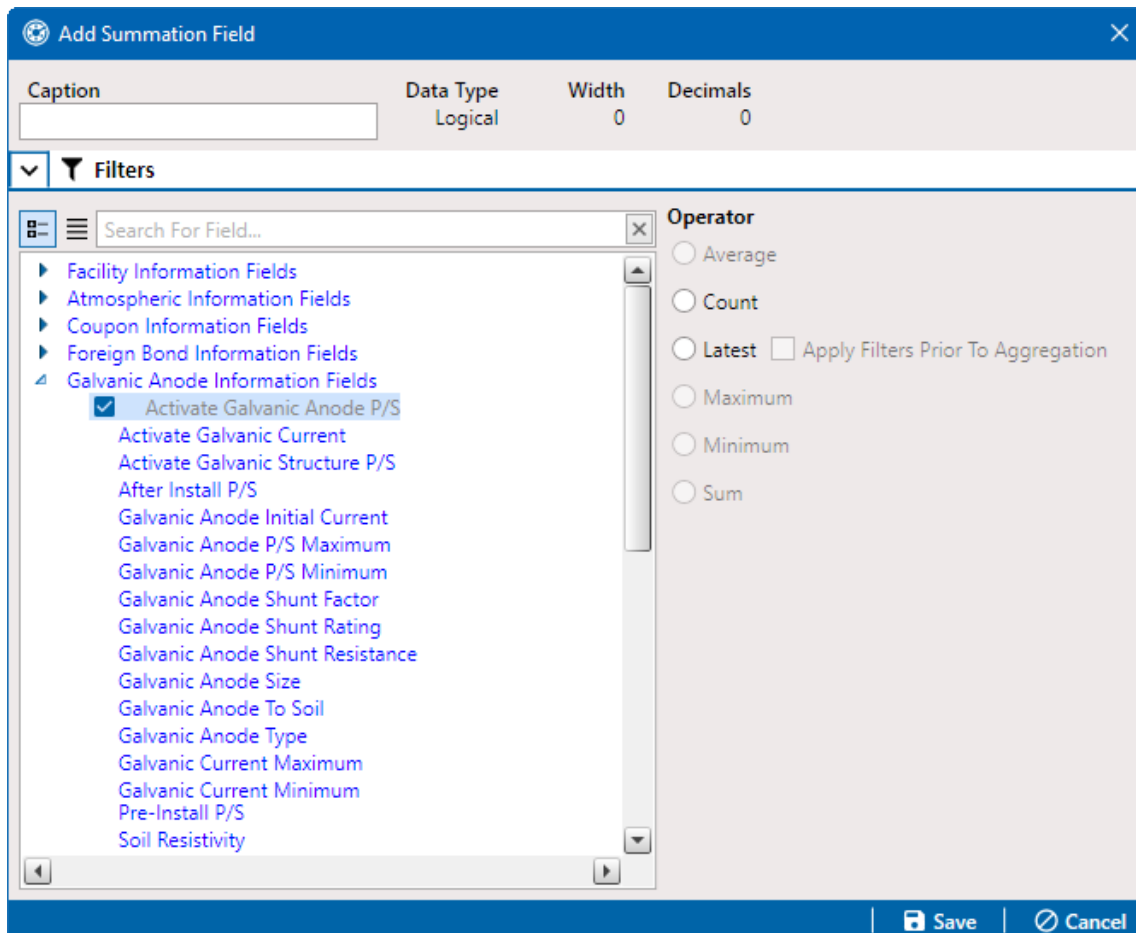 Add Summation Field
Caption Data Type Width Decimals
Logical 0 0
Filters
Search For Field...
Facility Information Fields
Atmospheric Information Fields
Coupon Information Fields
Foreign Bond Information Fields
Galvanic Anode Information Fields
Activate Galvanic Anode P/S
Activate Galvanic Current
Activate Galvanic Structure P/S
After Install P/S
Galvanic Anode Initial Current
Galvanic Anode P/S Maximum
Galvanic Anode P/S Minimum
Galvanic Anode Shunt Factor
Galvanic Anode Shunt Rating
Galvanic Anode Shunt Resistance
Galvanic Anode Size
Galvanic Anode To Soil
Galvanic Anode Type
Galvanic Current Maximum
Galvanic Current Minimum
Pre-Install P/S
Soil Resistivity
Operator
Average
Count
Latest Apply Filters Prior To Aggregation
Maximum
Minimum
Sum
Save Cancel